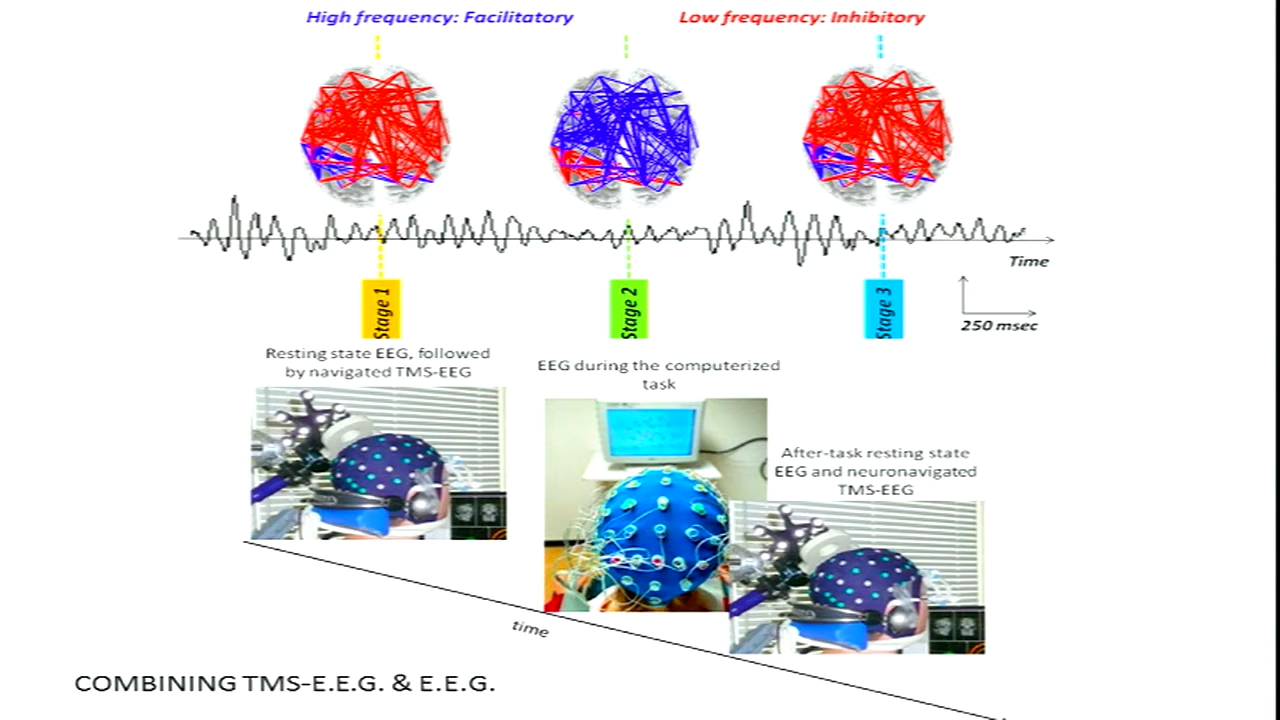 High frequency: Facilitatory
Low frequency: Inhibitory
Time
Stage 1
Stage 2
Stage 3
250 msec
Resting state EEG, followed
by navigated TMS-EEG
EEG during the computerized
task
After-task resting state
EEG and neuronavigated
TMS-EEG
time
COMBINING TMS-E.E.G. & E.E.G.